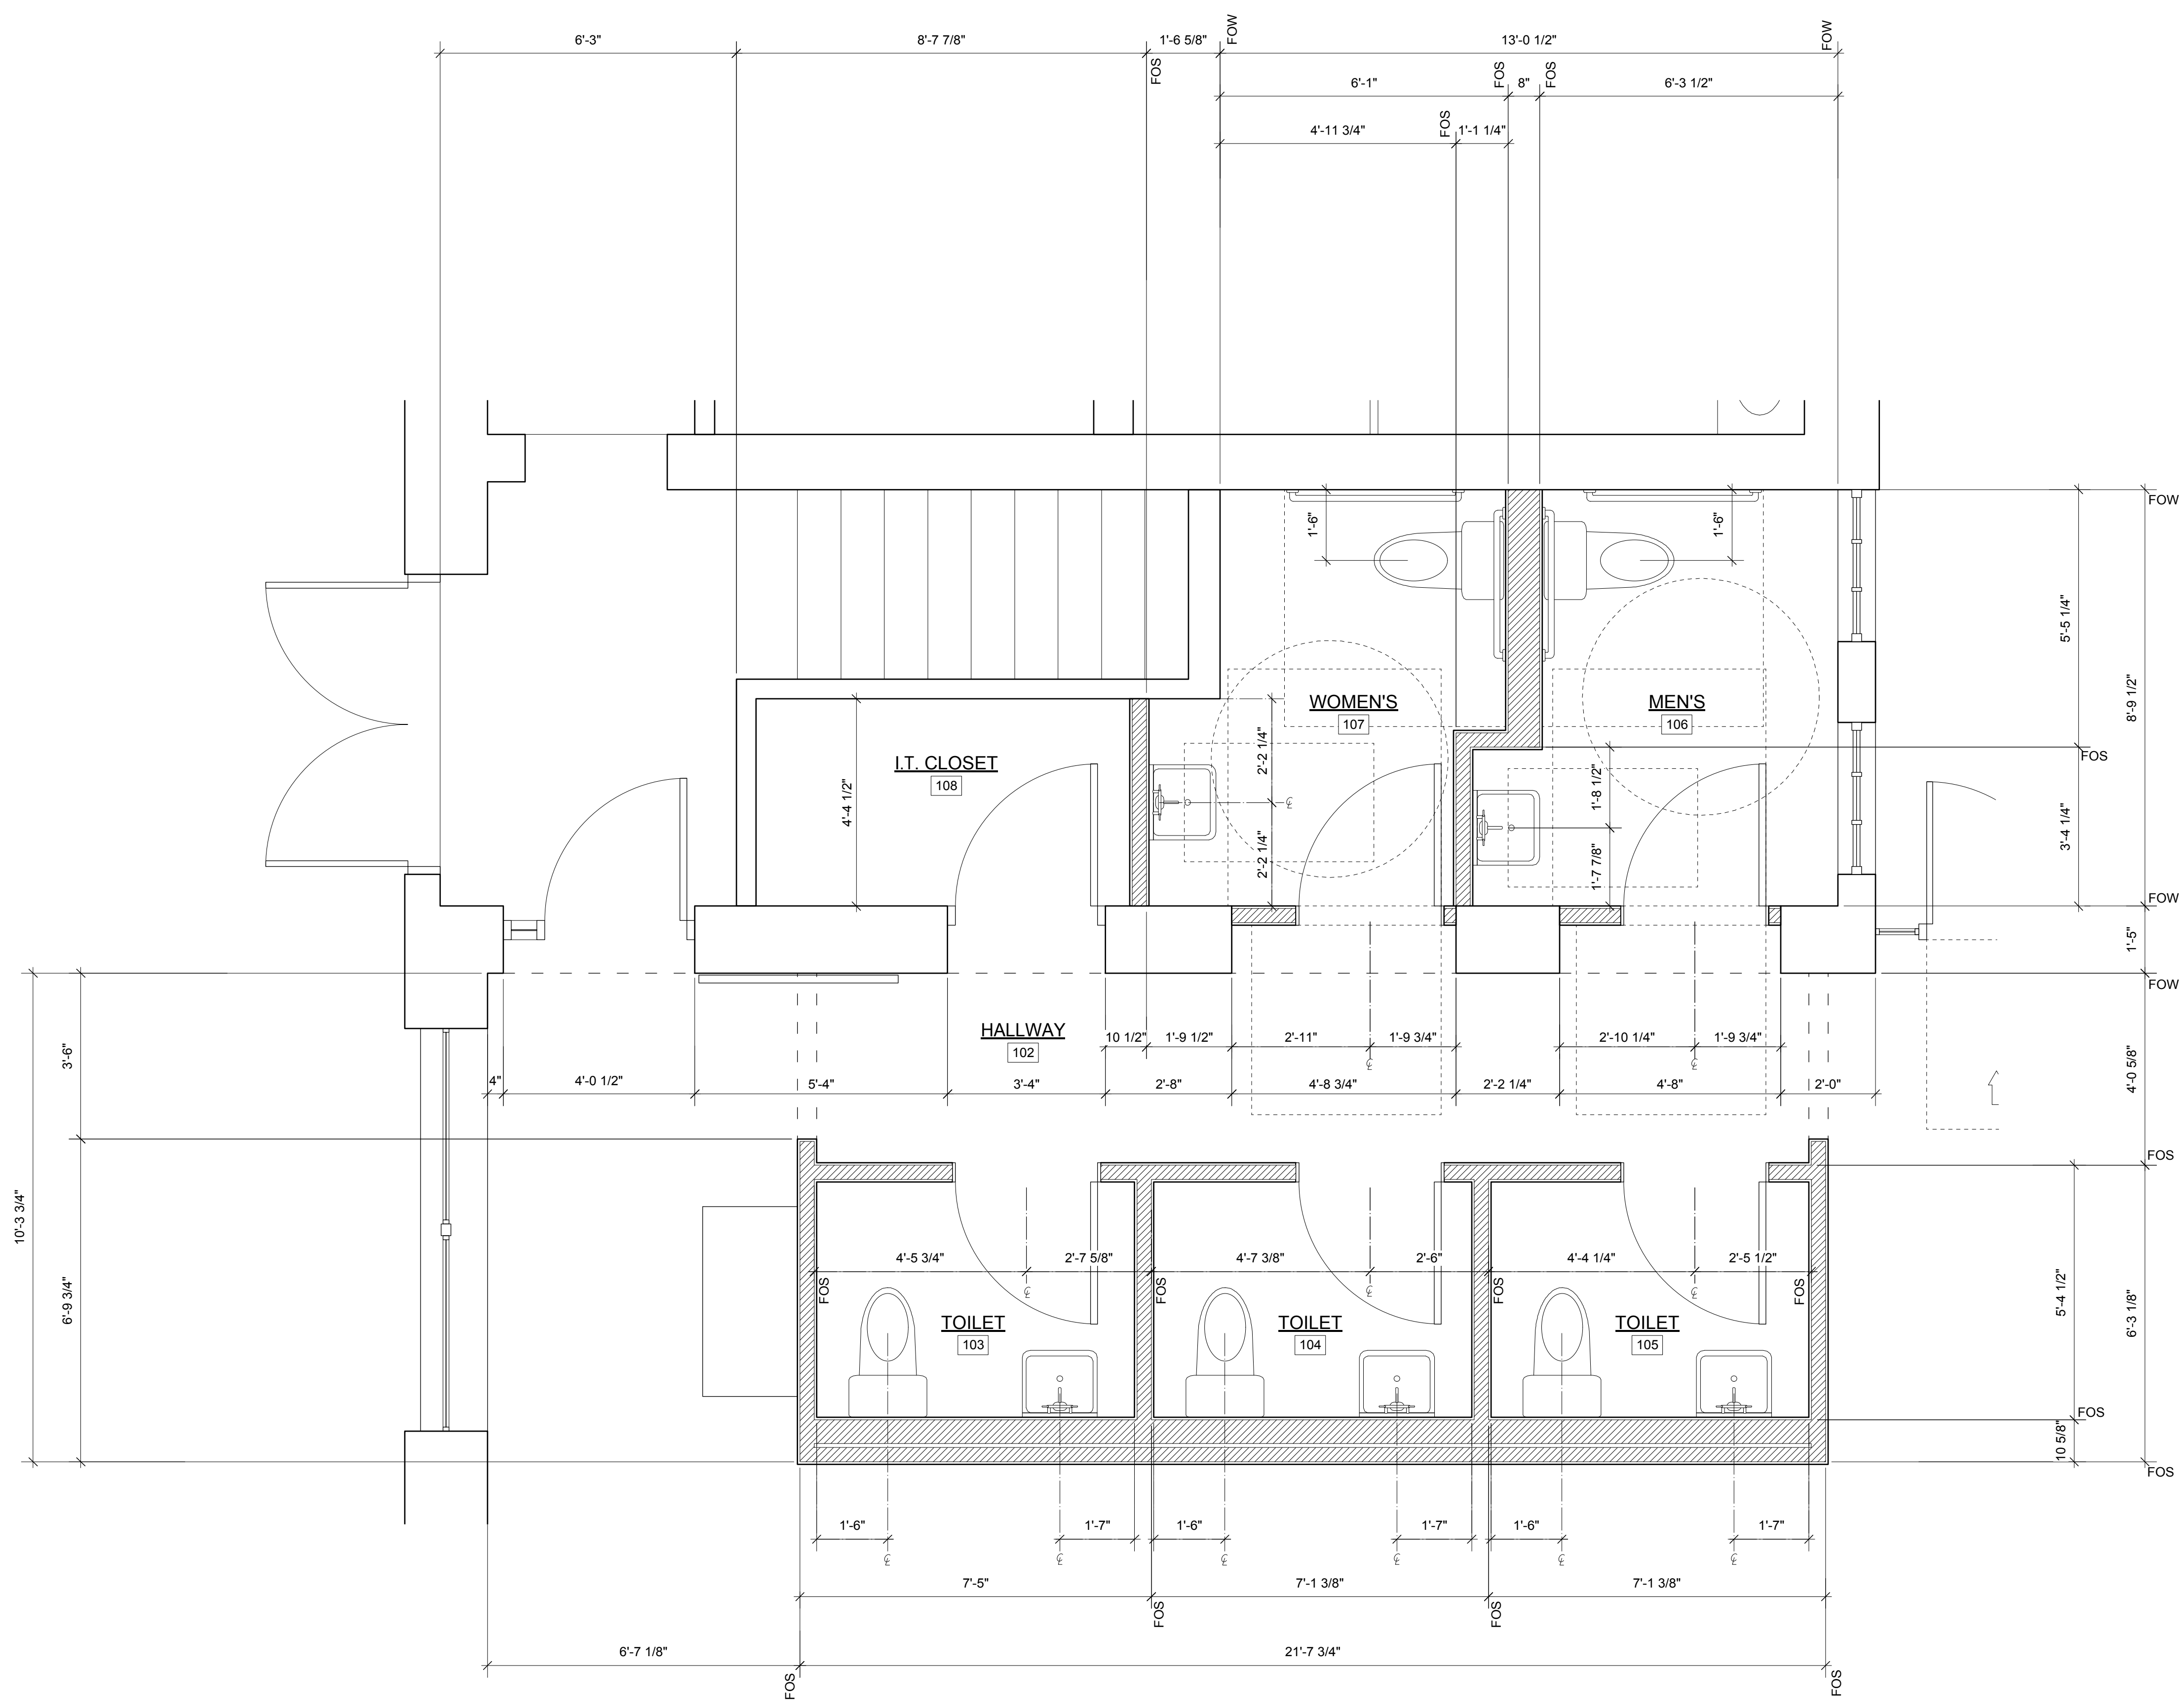 6'-3"
8'-7 7/8"
1'-6 5/8"
FOW
13'-0 1/2"
FOW
FOS
6'-1"
FOS
8"
FOS
6'-3 1/2"
4'-11 3/4"
FOS
1'-1 1/4"
1'-6"
1'-6"
FOW
5'-5 1/4"
8'-9 1/2"
WOMEN'S
107
MEN'S
106
2'-2 1/4"
FOS
I.T. CLOSET
108
4'-4 1/2"
1'-8 1/2"
℄
2'-2 1/4"
1'-7 7/8"
3'-4 1/4"
FOW
1'-5"
FOW
HALLWAY
102
10 1/2"
1'-9 1/2"
2'-11"
1'-9 3/4"
2'-10 1/4"
1'-9 3/4"
℄
℄
3'-6"
4"
4'-0 1/2"
5'-4"
3'-4"
2'-8"
4'-8 3/4"
2'-2 1/4"
4'-8"
2'-0"
4'-0 5/8"
FOS
10'-3 3/4"
6'-9 3/4"
4'-5 3/4"
2'-7 5/8"
4'-7 3/8"
2'-6"
4'-4 1/4"
2'-5 1/2"
FOS
℄
FOS
℄
FOS
℄
FOS
5'-4 1/2"
6'-3 1/8"
TOILET
103
TOILET
104
TOILET
105
FOS
10 5/8"
FOS
1'-6"
1'-7"
1'-6"
1'-7"
1'-6"
1'-7"
℄
℄
℄
℄
℄
℄
7'-5"
7'-1 3/8"
7'-1 3/8"
FOS
FOS
6'-7 1/8"
21'-7 3/4"
FOS
FOS